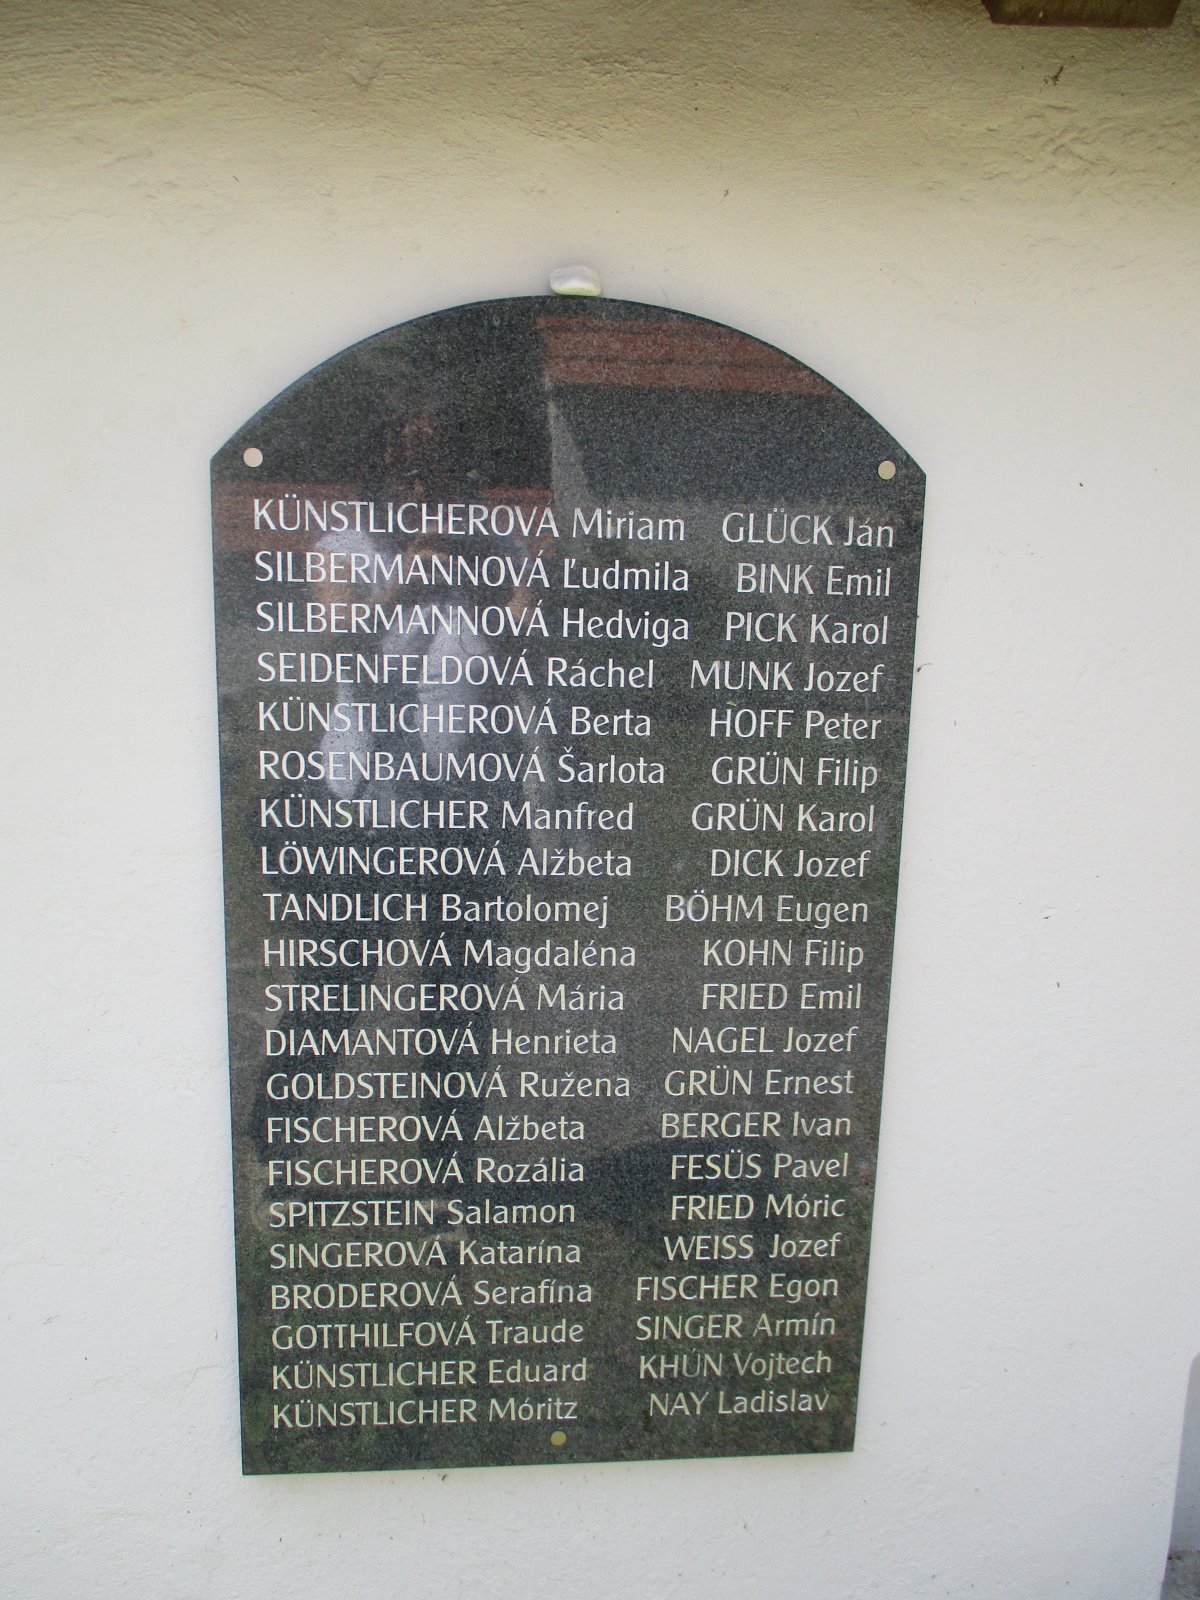 KÜNSTLICHEROVÁ Miriam GLÜCK Ján
SILBERMANNOVÁ Ľudmila BINK Emil
SILBERMANNOVÁ Hedviga PICK Karol
SEIDENFELDOVÁ Ráchel MUNK Jozef
KÜNSTLICHEROVÁ Berta HOFF Peter
ROSENBAUMOVÁ Šarlota GRÜN Filip
KÜNSTLICHER Manfred GRÜN Karol
LÖWINGEROVÁ Alžbeta DICK Jozef
TANDLICH Bartolomej BÖHM Eugen
HIRSCHOVÁ Magdaléna KOHN Filip
STRELINGEROVÁ Mária FRIED Emil
DIAMANTOVÁ Henrieta NAGEL Jozef
GOLDSTEINOVÁ Ružena GRÜN Ernest
FISCHEROVÁ Alžbeta BERGER Ivan
FISCHEROVÁ Rozália FESÜS Pavel
SPITZSTEIN Salamon FRIED Móric
SINGEROVÁ Katarína WEISS Jozef
BRODEROVÁ Serafína FISCHER Egon
GOTTHILFOVÁ Traude SINGER Armín
KÜNSTLICHER Eduard KHÚN Vojtech
KÜNSTLICHER Móritz NAY Ladislav